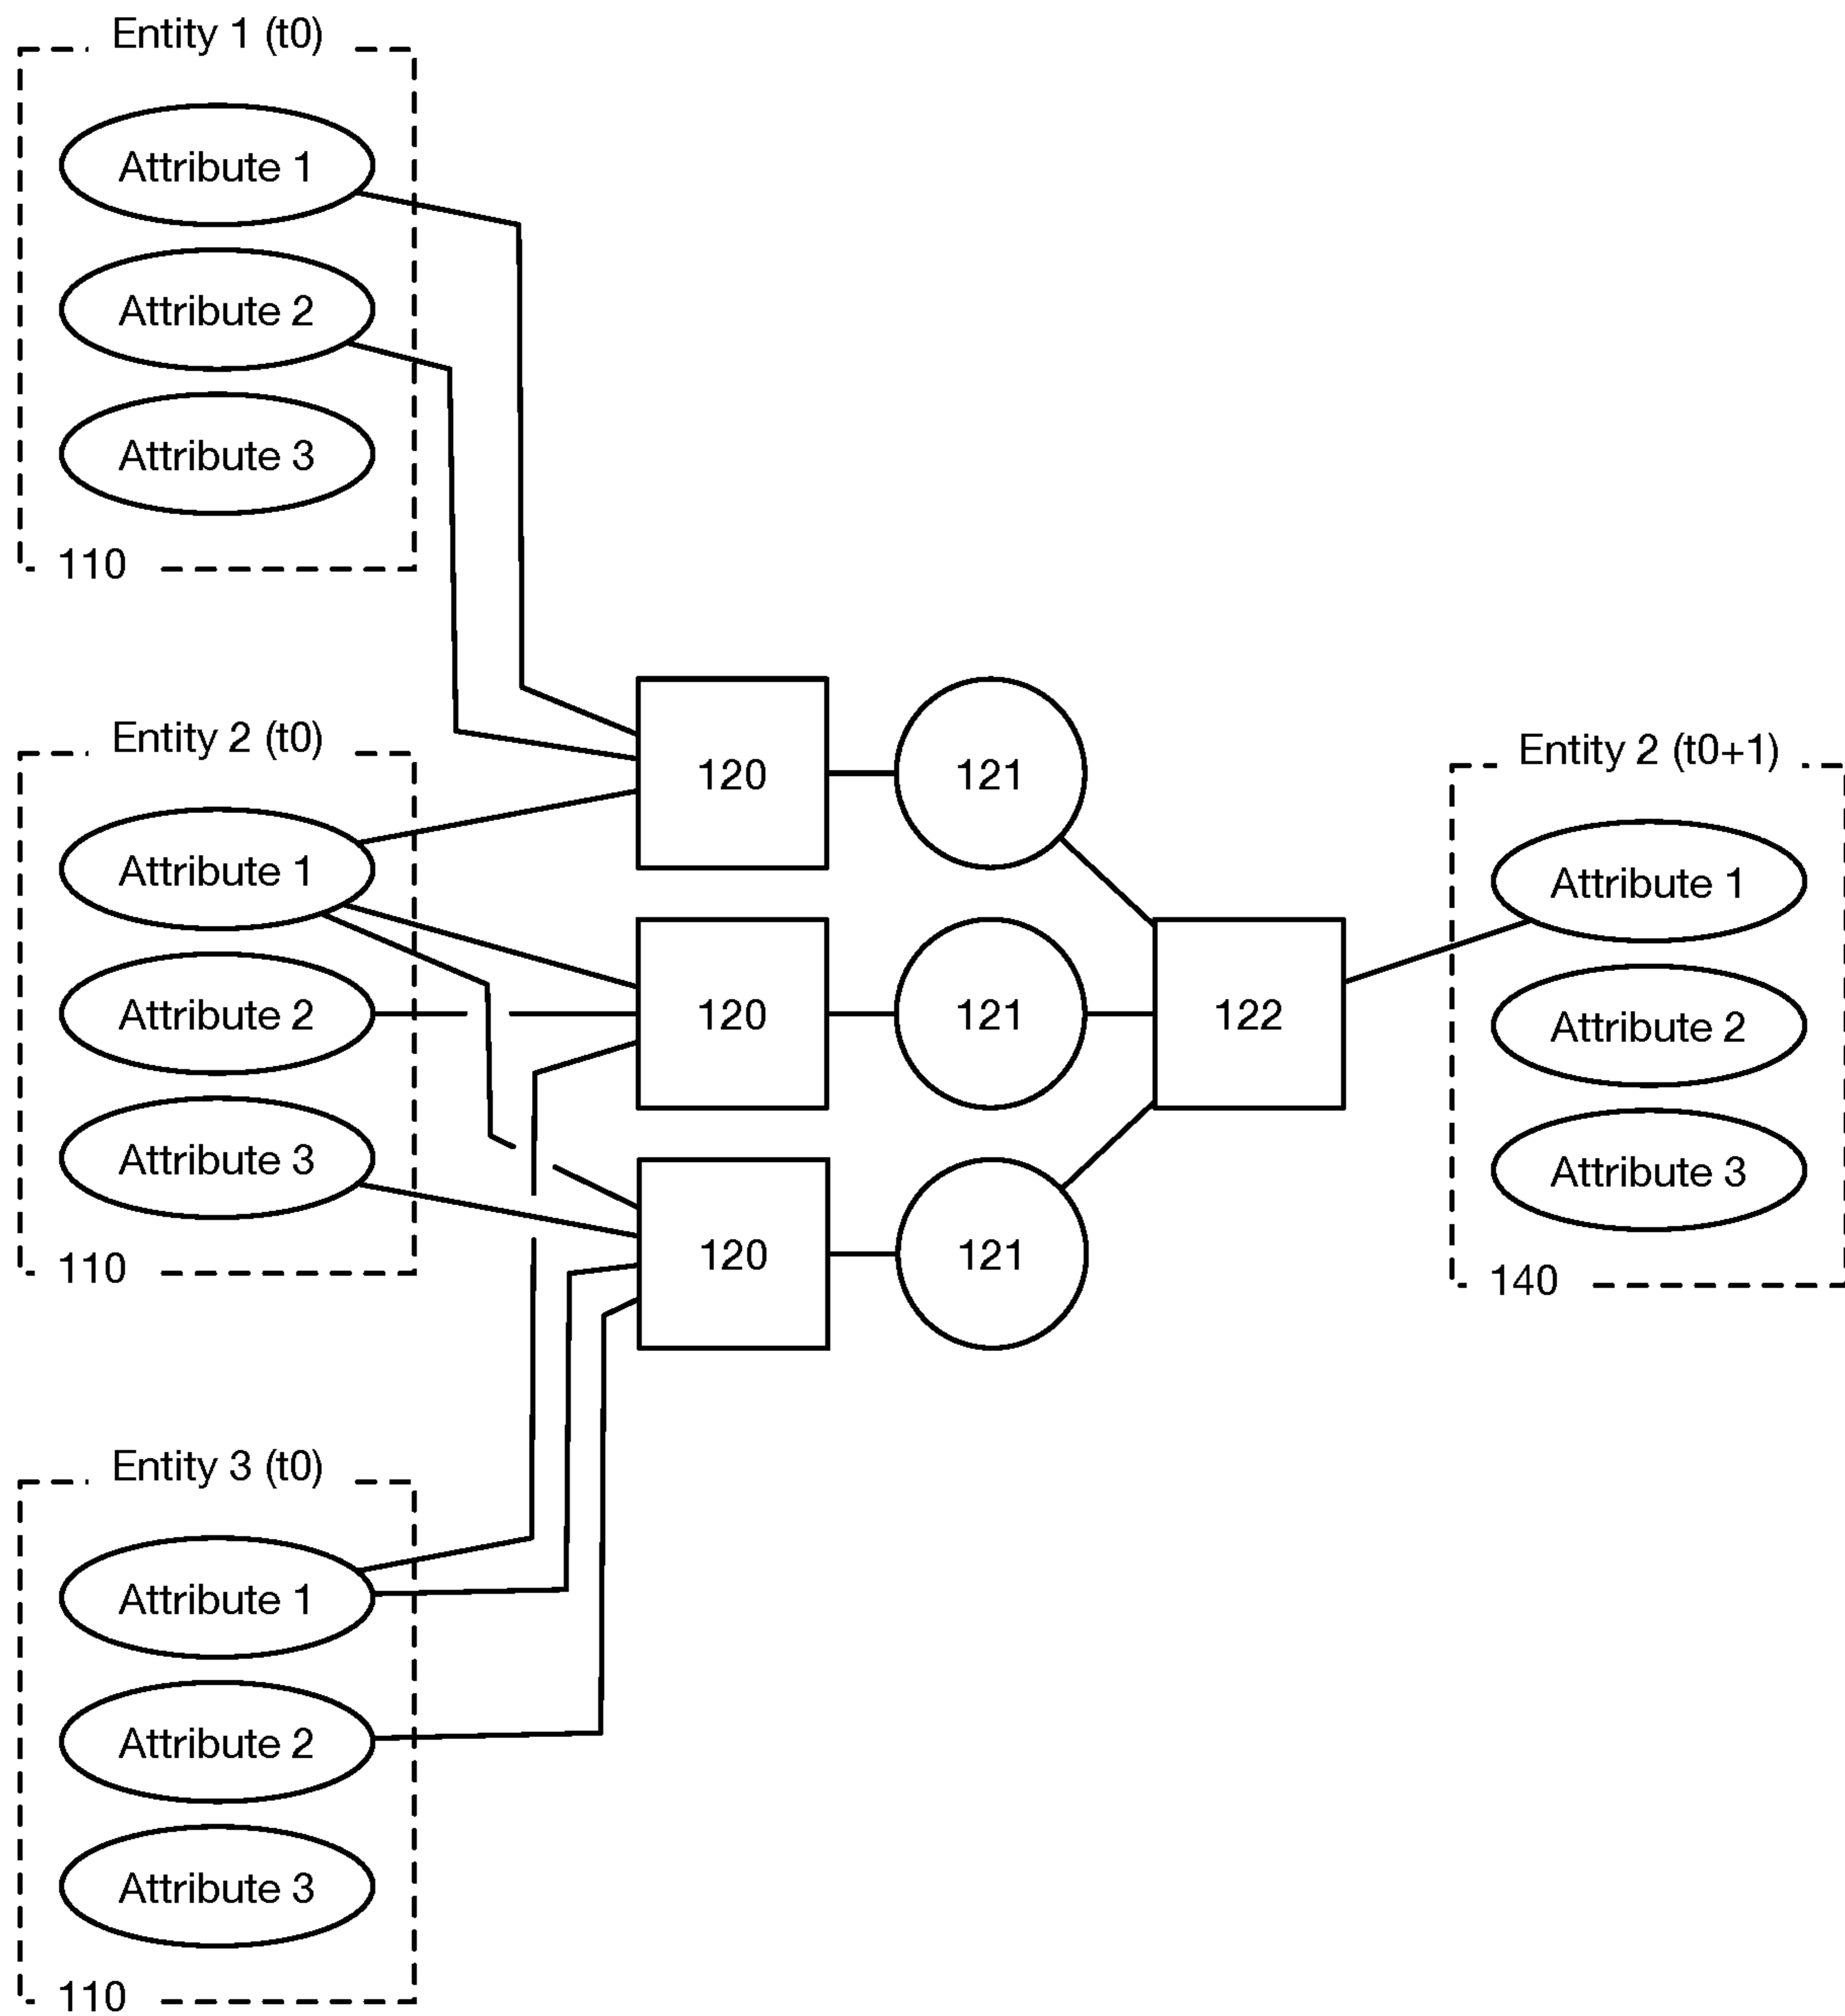 Entity 1 (t0)
Attribute 1
Attribute 2
Attribute 3
110
Entity 2 (t0)
Attribute 1
Attribute 2
Attribute 3
110
Entity 3 (t0)
Attribute 1
Attribute 2
Attribute 3
110
120
121
120
121
122
120
121
Entity 2 (t0+1)
Attribute 1
Attribute 2
Attribute 3
140